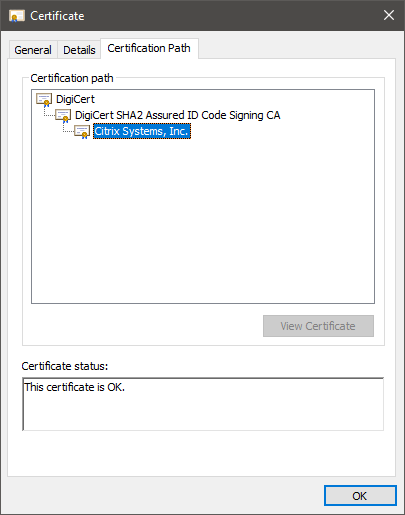 Certificate
General
Details
Certification Path
Certification path
DigiCert
DigiCert SHA2 Assured ID Code Signing CA
Citrix Systems, Inc.
View Certificate
Certificate status:
This certificate is OK.
OK